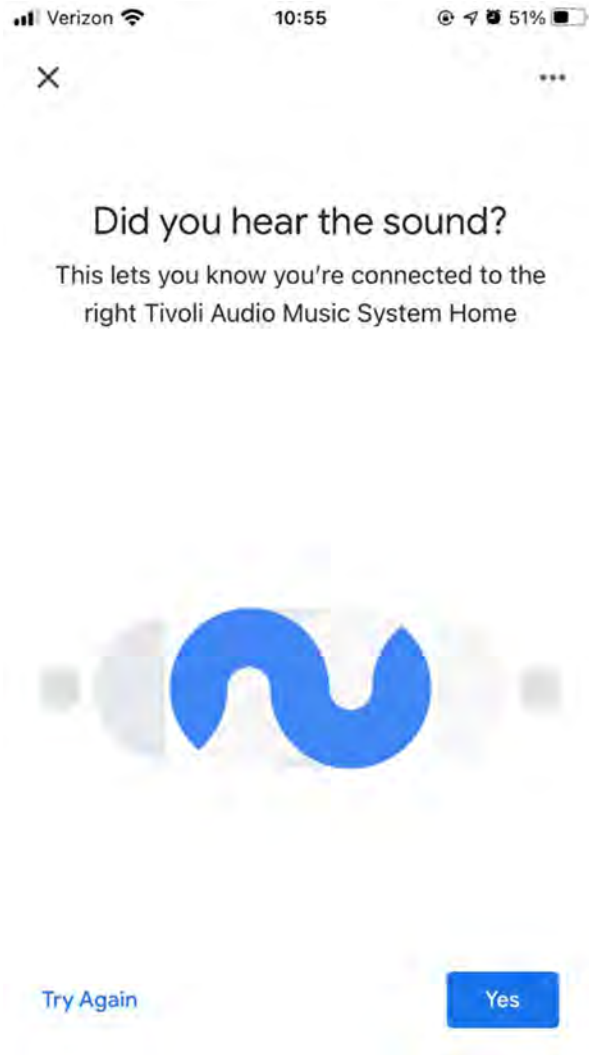 Verizon 10:55 51%
Did you hear the sound?
This lets you know you're connected to the
right Tivoli Audio Music System Home
Try Again Yes